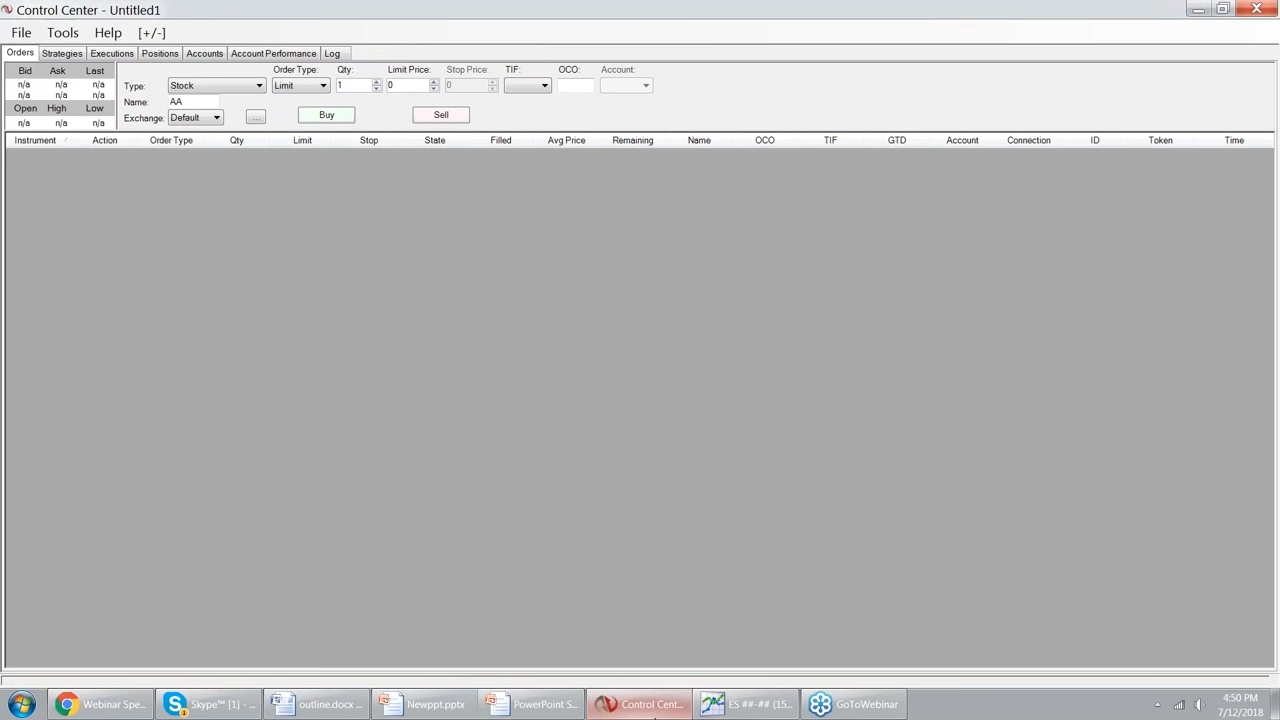 Control Center - Untitled1
File Tools Help [+/-]
Orders Strategies Executions Positions Accounts Account Performance Log
Bid Ask Last
n/a n/a n/a
n/a n/a n/a
Open High Low
n/a n/a n/a
Order Type: Qty: Limit Price: Stop Price: TIF: OCO: Account:
Type: Stock Limit 1 0 0
Name: AA
Exchange: Default ... Buy Sell
Instrument Action Order Type Qty Limit Stop State Filled Avg Price Remaining Name OCO TIF GTD Account Connection ID Token Time
Webinar Spe... Skype™ [1] - ... outline.docx ... Newppt.pptx PowerPoint S... Control Cent... ES ##-## (15... GoToWebinar
4:50 PM
7/12/2018